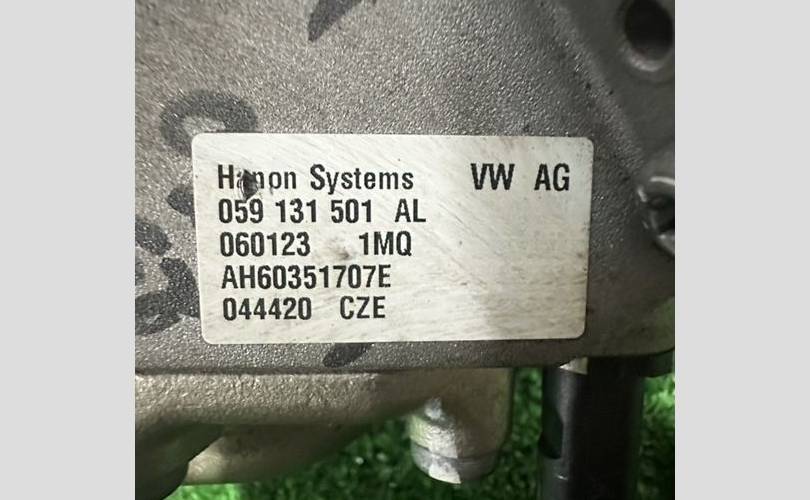 Hanon Systems VW AG
059 131 501 AL
060123 1MQ
AH60351707E
044420 CZE